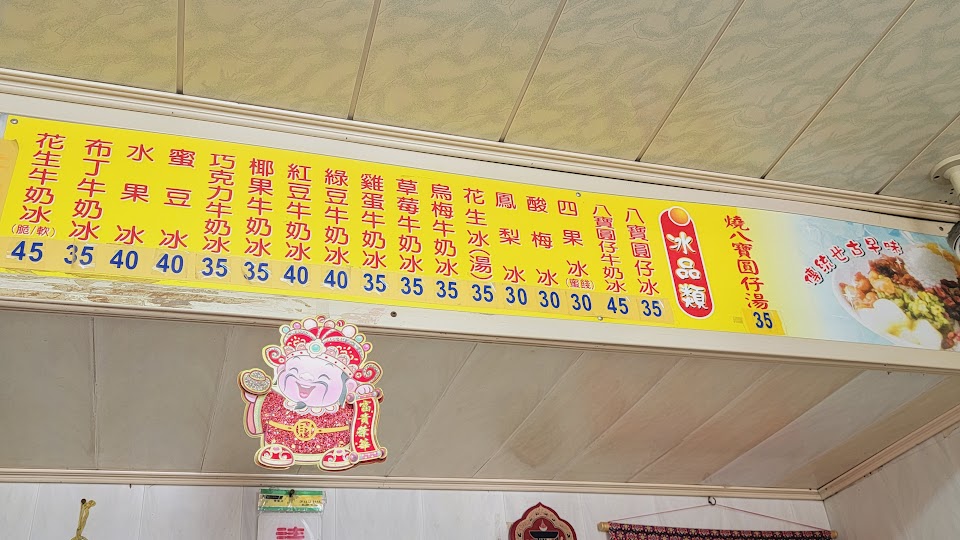 傳統世古早味
燒八寶圓仔湯 35
冰品類
八寶圓仔冰 35
八寶圓仔牛奶冰 45
四果冰(蜜餞) 30
酸梅冰 30
鳳梨冰 30
花生冰湯 35
烏梅牛奶冰 35
草莓牛奶冰 35
雞蛋牛奶冰 35
綠豆牛奶冰 40
紅豆牛奶冰 40
椰果牛奶冰 35
巧克力牛奶冰 35
蜜豆冰 40
水果冰 40
布丁牛奶冰 35
花生牛奶冰(脆/軟) 45
富貴榮華